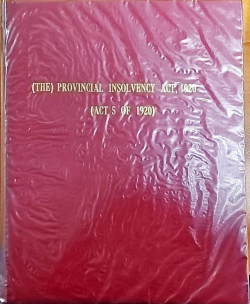 (THE) PROVINCIAL INSOLVENCY ACT, 1920
(ACT 5 OF 1920)